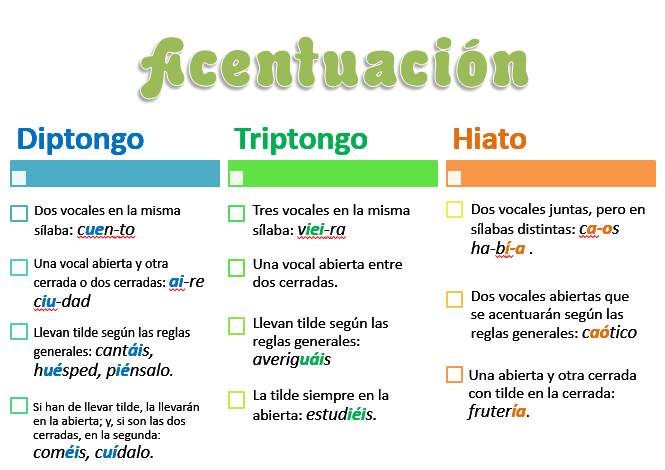 Acentuación
Diptongo
Dos vocales en la misma
sílaba: cuen-to
Una vocal abierta y otra
cerrada o dos cerradas: ai-re
ciu-dad
Llevan tilde según las reglas
generales: cantáis,
huésped, piénsalo.
Si han de llevar tilde, la llevarán
en la abierta; y, si son las dos
cerradas, en la segunda:
coméis, cuídalo.
Triptongo
Tres vocales en la misma
sílaba: viei-ra
Una vocal abierta entre
dos cerradas.
Llevan tilde según las
reglas generales:
averiguáis
La tilde siempre en la
abierta: estudiéis.
Hiato
Dos vocales juntas, pero en
sílabas distintas: ca-os
ha-bí-a .
Dos vocales abiertas que
se acentuarán según las
reglas generales: caótico
Una abierta y otra cerrada
con tilde en la cerrada:
frutería.